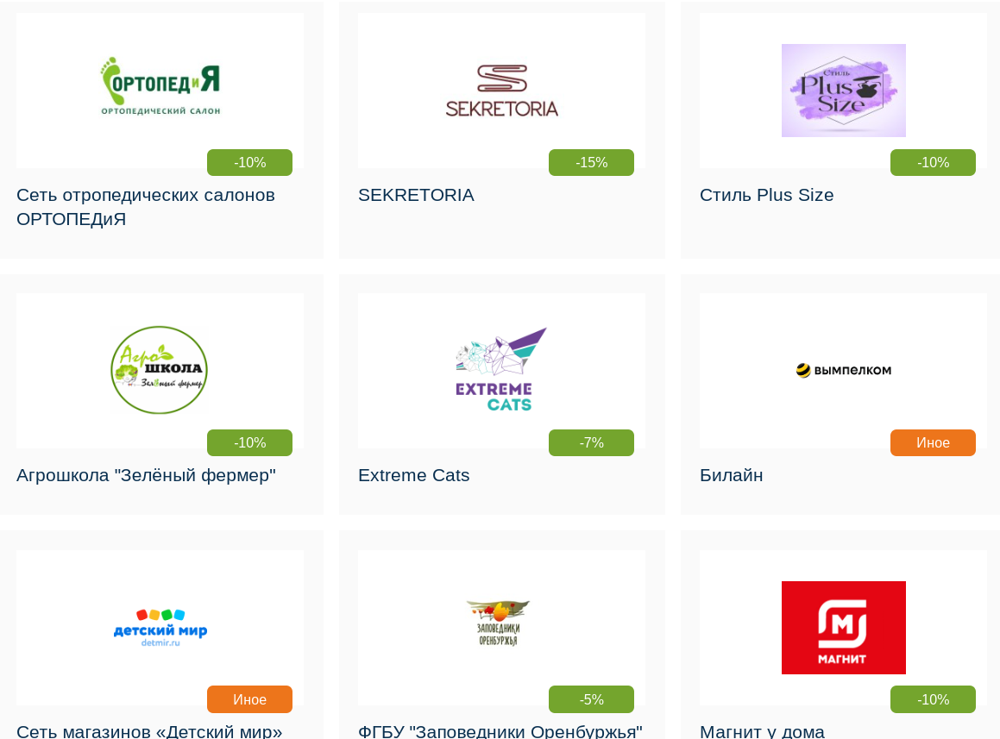 ОРТОПЕДиЯ
ОРТОПЕДИЧЕСКИЙ САЛОН
-10%
Сеть отропедических салонов
ОРТОПЕДиЯ
SEKRETORIA
-15%
SEKRETORIA
Стиль
Plus
Size
-10%
Стиль Plus Size
Агро
ШКОЛА
Зелёный фермер
-10%
Агрошкола "Зелёный фермер"
EXTREME
CATS
-7%
Extreme Cats
ВЫМПЕЛКОМ
Иное
Билайн
детский мир
detmir.ru
Иное
Сеть магазинов «Детский мир»
ЗАПОВЕДНИКИ
ОРЕНБУРЖЬЯ
-5%
ФГБУ "Заповедники Оренбуржья"
М
МАГНИТ
-10%
Магнит у дома